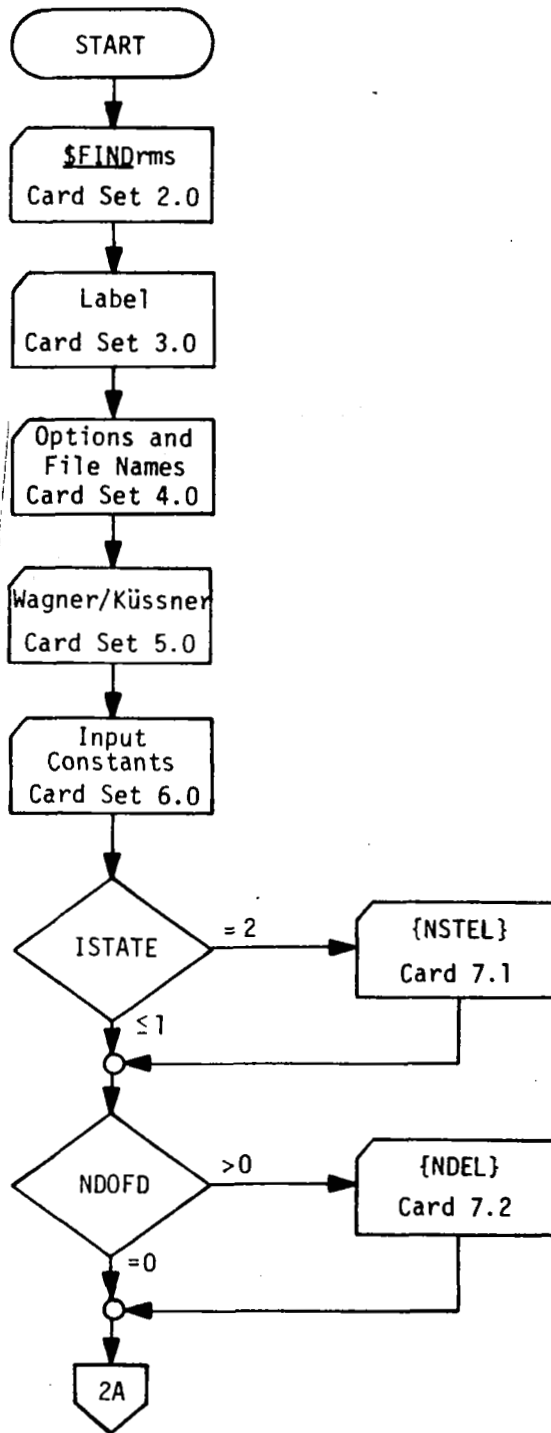 START
$FINDrms
Card Set 2.0
Label
Card Set 3.0
Options and
File Names
Card Set 4.0
Wagner/Küssner
Card Set 5.0
Input
Constants
Card Set 6.0
ISTATE
= 2
{NSTEL}
Card 7.1
≤1
NDOFD
>0
{NDEL}
Card 7.2
=0
2A